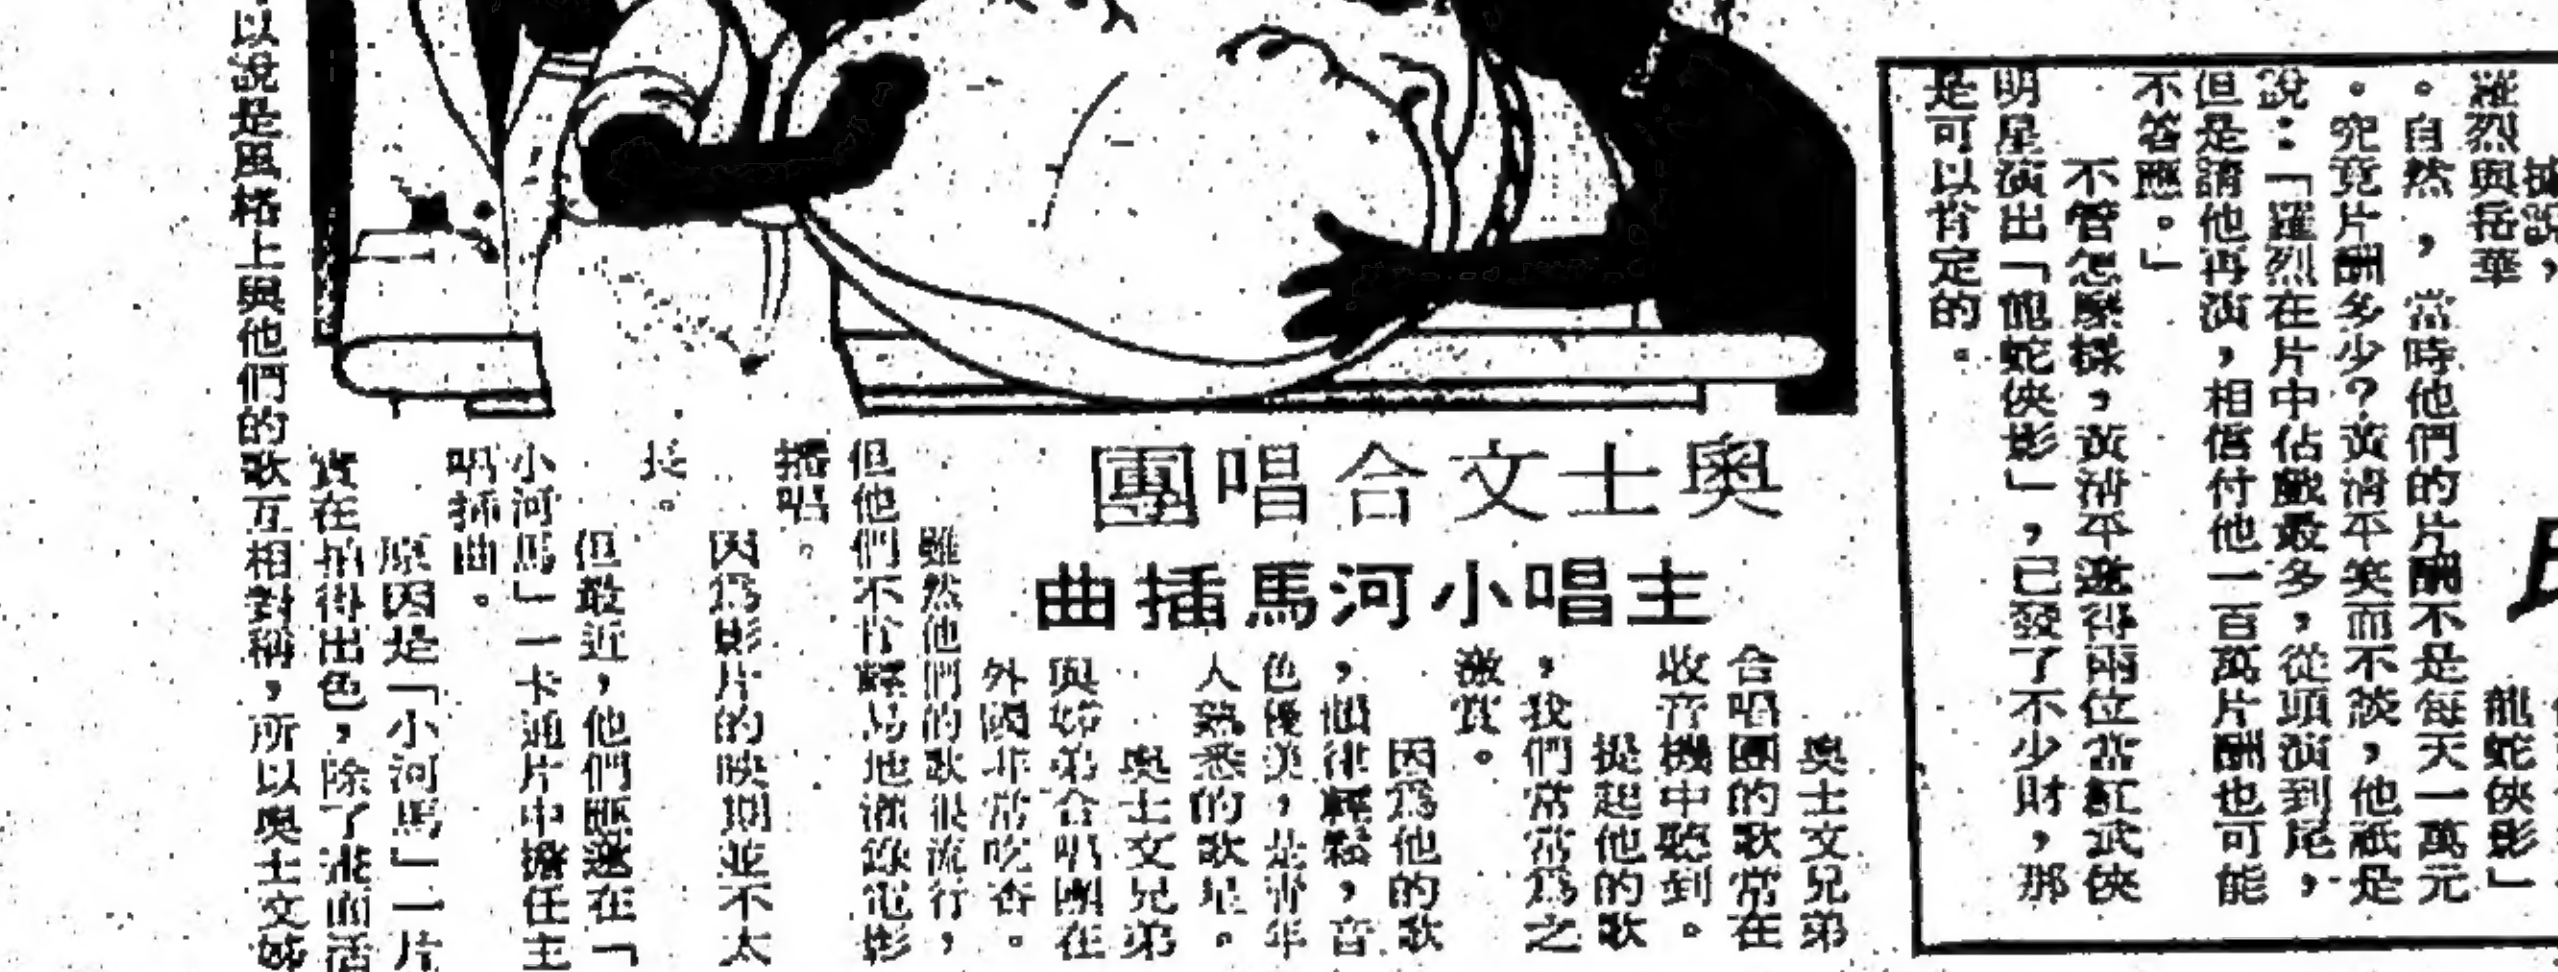 據說，
羅烈與岳華
龍蛇俠影」
。自然，當時他們的片酬不是每天一萬元
。究竟片酬多少？黃清平笑而不談，他祇是
說：「羅烈在片中佔戲最多，從頭演到尾，
但是請他再演，相信付他一百萬片酬也可能
不答應。」
不管怎麼樣，黃清平邀得兩位當紅武俠
明星演出「龍蛇俠影」，已發了不少財，那
是可以肯定的。
奧士文合唱團
主唱小河馬插曲
奧士文兄弟
合唱團的歌常在
收音機中聽到。
提起他的歌
，我們常常為之
激賞。
因為他的歌
，旋律輕鬆，音
色優美，是青年
人熟悉的歌星。
奧士文兄弟
與姊弟合唱團在
外國非常吃香。
雖然他們的歌很流行，
但他們不肯輕易地灌錄電影
播唱。
因為影片的映期並不太
長。
但最近，他們應邀在「
小河馬」一卡通片中擔任主
唱插曲。
原因是「小河馬」一片
實在拍得出色，除了
以說是風格上與他們的歌互相對稱，所以奧士文姊